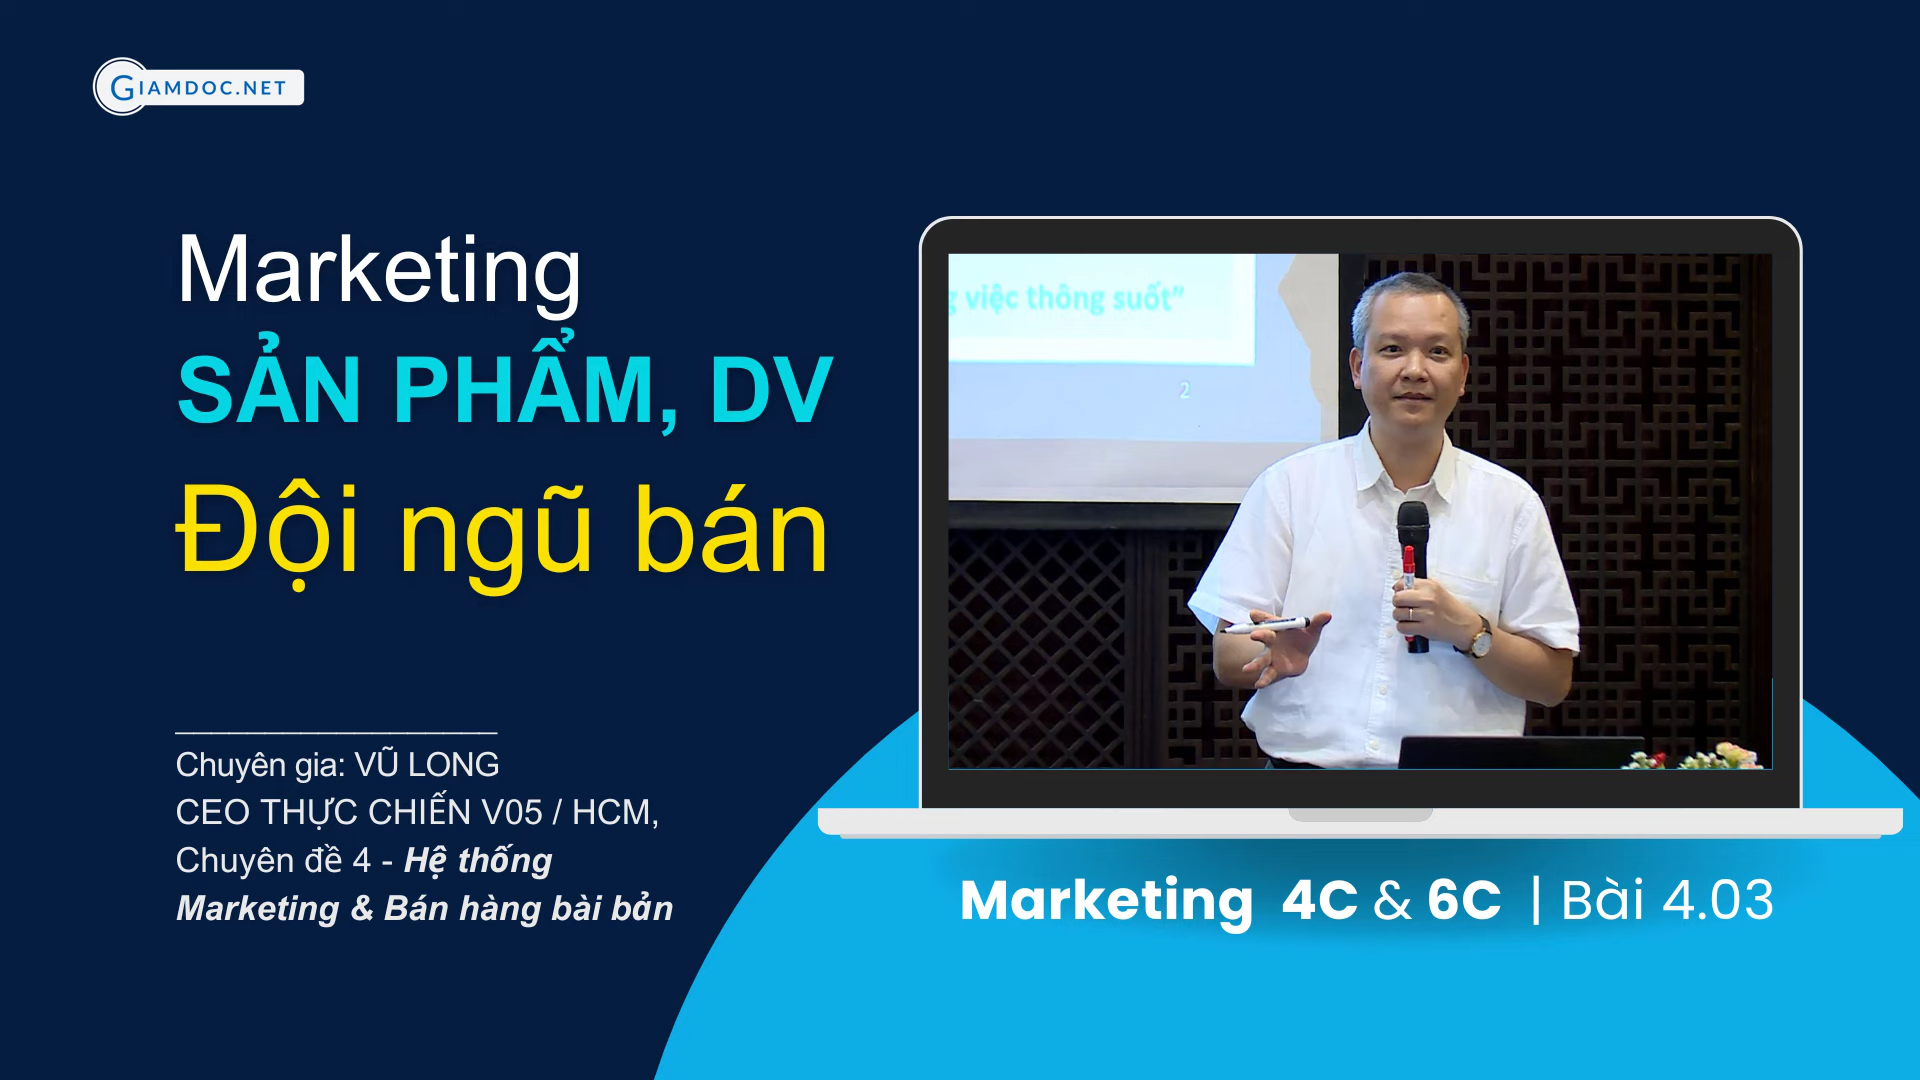 GIAMDOC.NET
Marketing
SẢN PHẨM, DV
Đội ngũ bán
Chuyên gia: VŨ LONG
CEO THỰC CHIẾN V05 / HCM,
Chuyên đề 4 - Hệ thống
Marketing & Bán hàng bài bản
việc thông suốt”
2
Marketing 4C & 6C | Bài 4.03